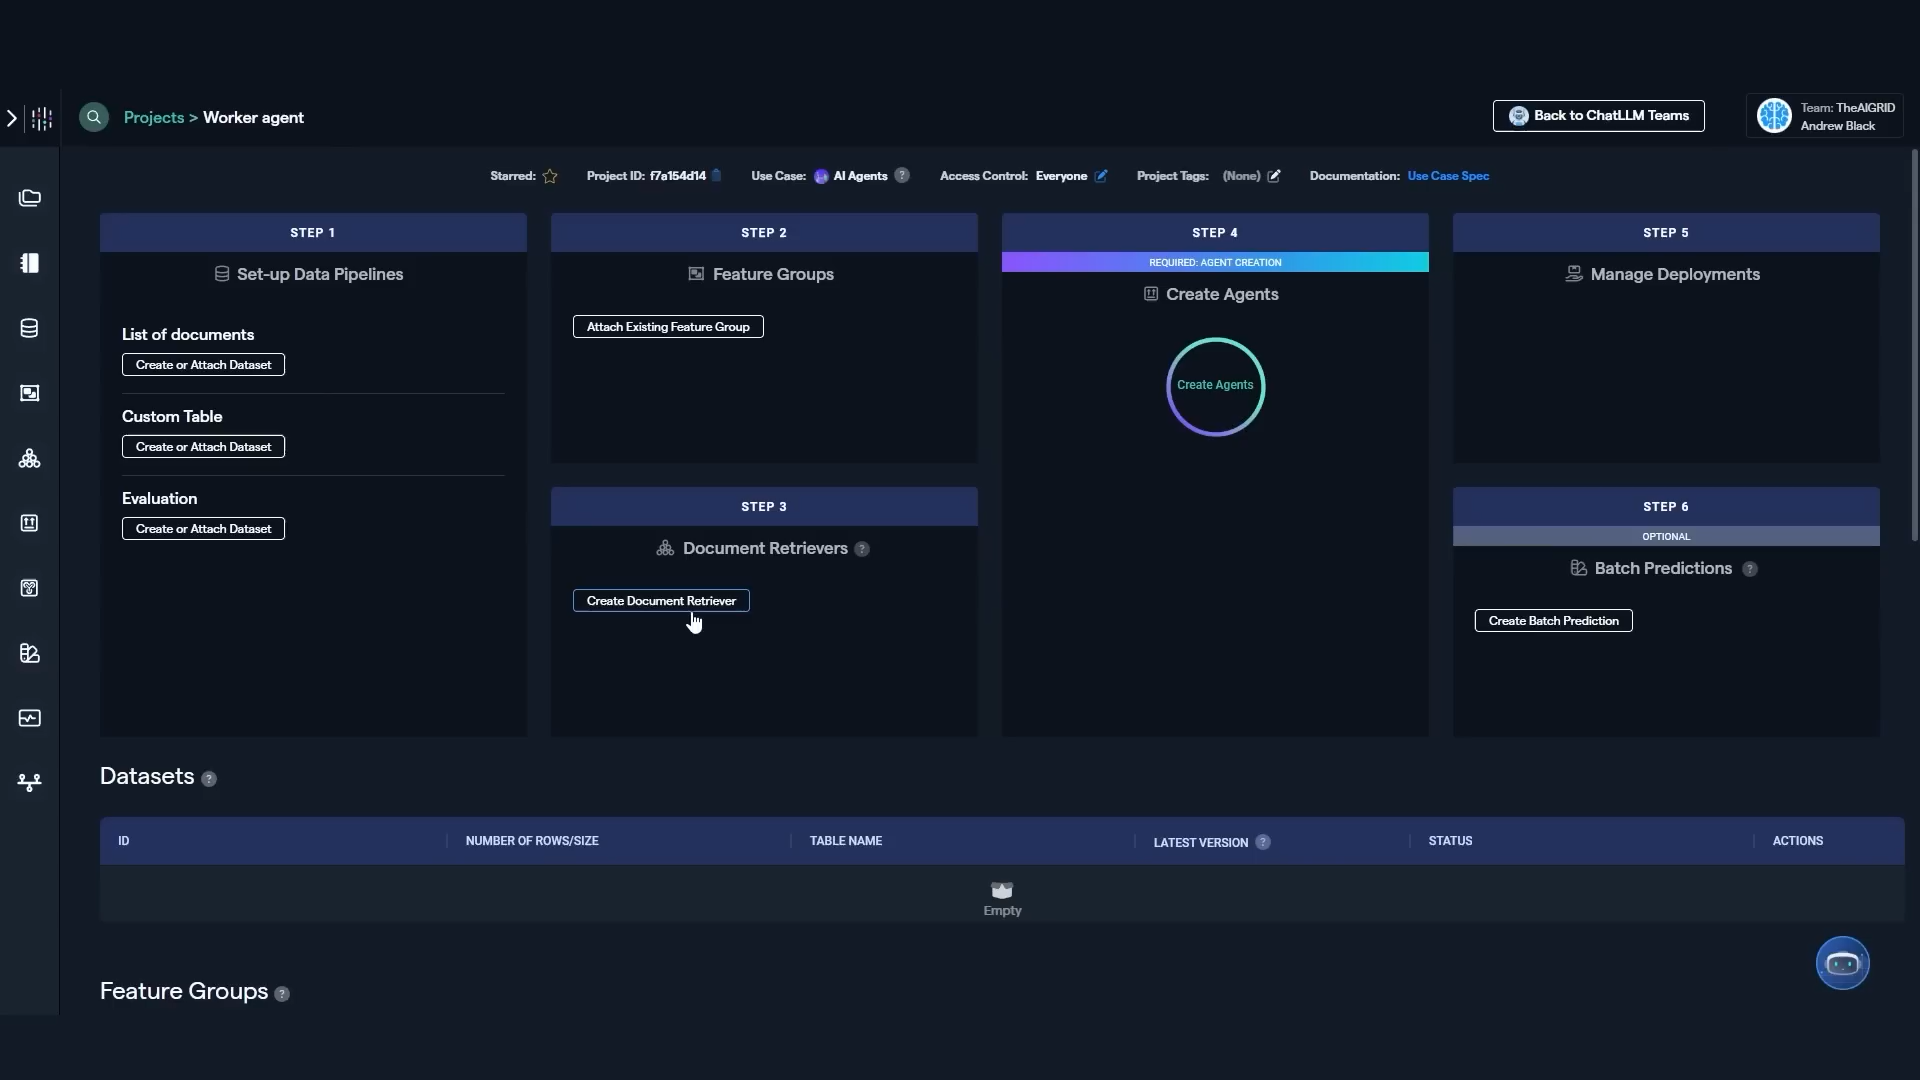 Projects > Worker agent
Back to ChatLLM Teams
Team: TheAIGRID
Andrew Black
Starred:
Project ID: f7a154d14
Use Case: AI Agents ?
Access Control: Everyone
Project Tags: (None)
Documentation: Use Case Spec
STEP 1
Set-up Data Pipelines
List of documents
Create or Attach Dataset
Custom Table
Create or Attach Dataset
Evaluation
Create or Attach Dataset
STEP 2
Feature Groups
Attach Existing Feature Group
STEP 3
Document Retrievers ?
Create Document Retriever
STEP 4
REQUIRED: AGENT CREATION
Create Agents
Create Agents
STEP 5
Manage Deployments
STEP 6
OPTIONAL
Batch Predictions ?
Create Batch Prediction
Datasets ?
ID NUMBER OF ROWS/SIZE TABLE NAME LATEST VERSION ? STATUS ACTIONS
Empty
Feature Groups ?